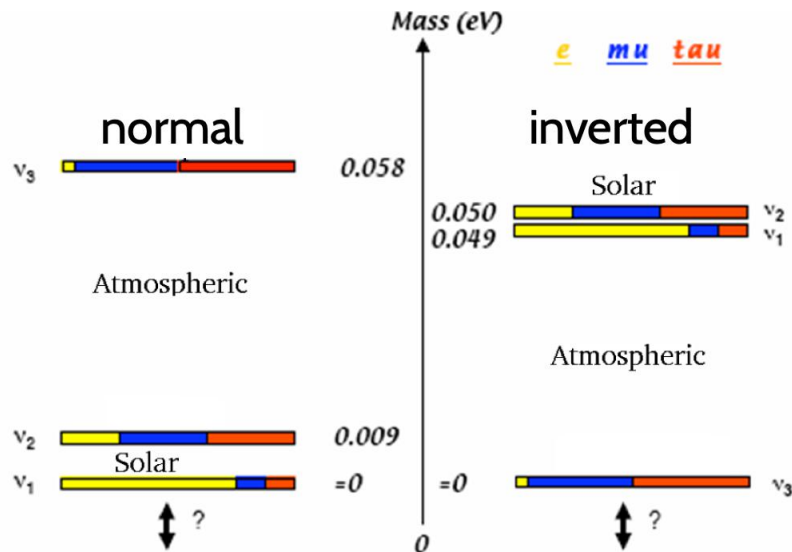 Mass (eV)
e mu tau
normal
inverted
ν3 0.058
Solar
0.050 ν2
0.049 ν1
Atmospheric
Atmospheric
ν2 0.009
Solar
ν1 =0
=0 ν3
?
?
0